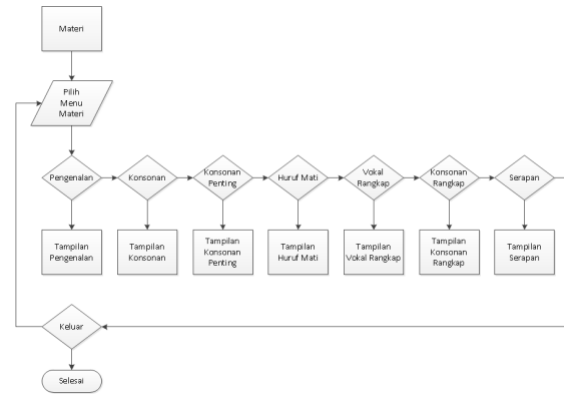 Materi
Pilih
Menu
Materi
Pengenalan
Konsonan
Konsonan
Penting
Huruf Mati
Vokal
Rangkap
Konsonan
Rangkap
Serapan
Tampilan
Pengenalan
Tampilan
Konsonan
Tampilan
Konsonan
Penting
Tampilan
Huruf Mati
Tampilan
Vokal Rangkap
Tampilan
Konsonan
Rangkap
Tampilan
Serapan
Keluar
Selesai